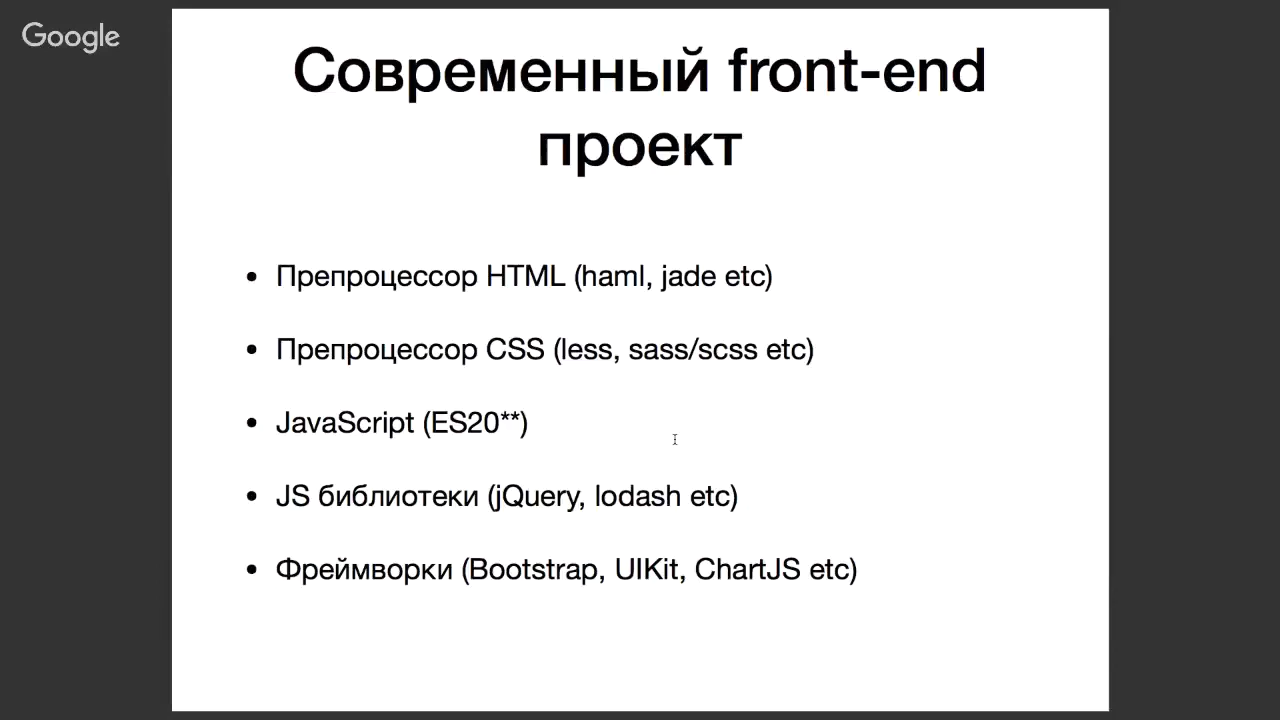 Google
Современный front-end
проект
• Препроцессор HTML (haml, jade etc)
• Препроцессор CSS (less, sass/scss etc)
• JavaScript (ES20**)
• JS библиотеки (jQuery, lodash etc)
• Фреймворки (Bootstrap, UIKit, ChartJS etc)